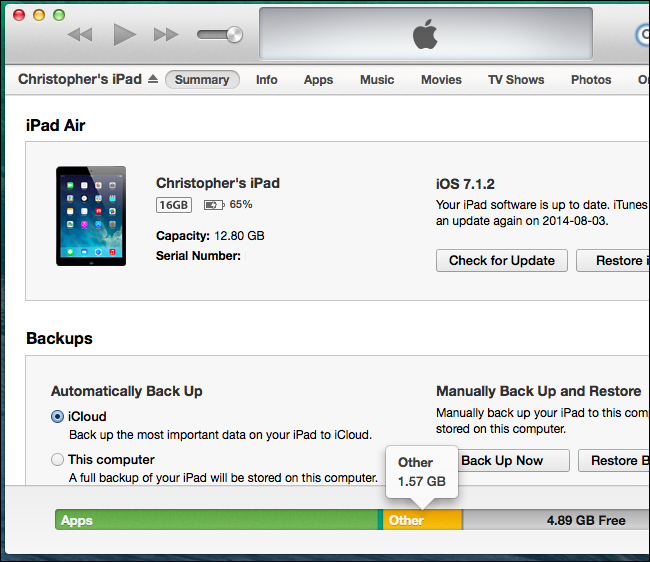 Christopher's iPad
Summary
Info
Apps
Music
Movies
TV Shows
Photos
iPad Air
Christopher's iPad
16GB
65%
Capacity: 12.80 GB
Serial Number:
iOS 7.1.2
Your iPad software is up to date. iTunes
an update again on 2014-08-03.
Check for Update
Restore i
Backups
Automatically Back Up
iCloud
Back up the most important data on your iPad to iCloud.
This computer
A full backup of your iPad will be stored on this computer.
Manually Back Up and Restore
Manually back up your iPad to this com
stored on this computer.
Back Up Now
Restore B
Other
1.57 GB
Apps
Other
4.89 GB Free